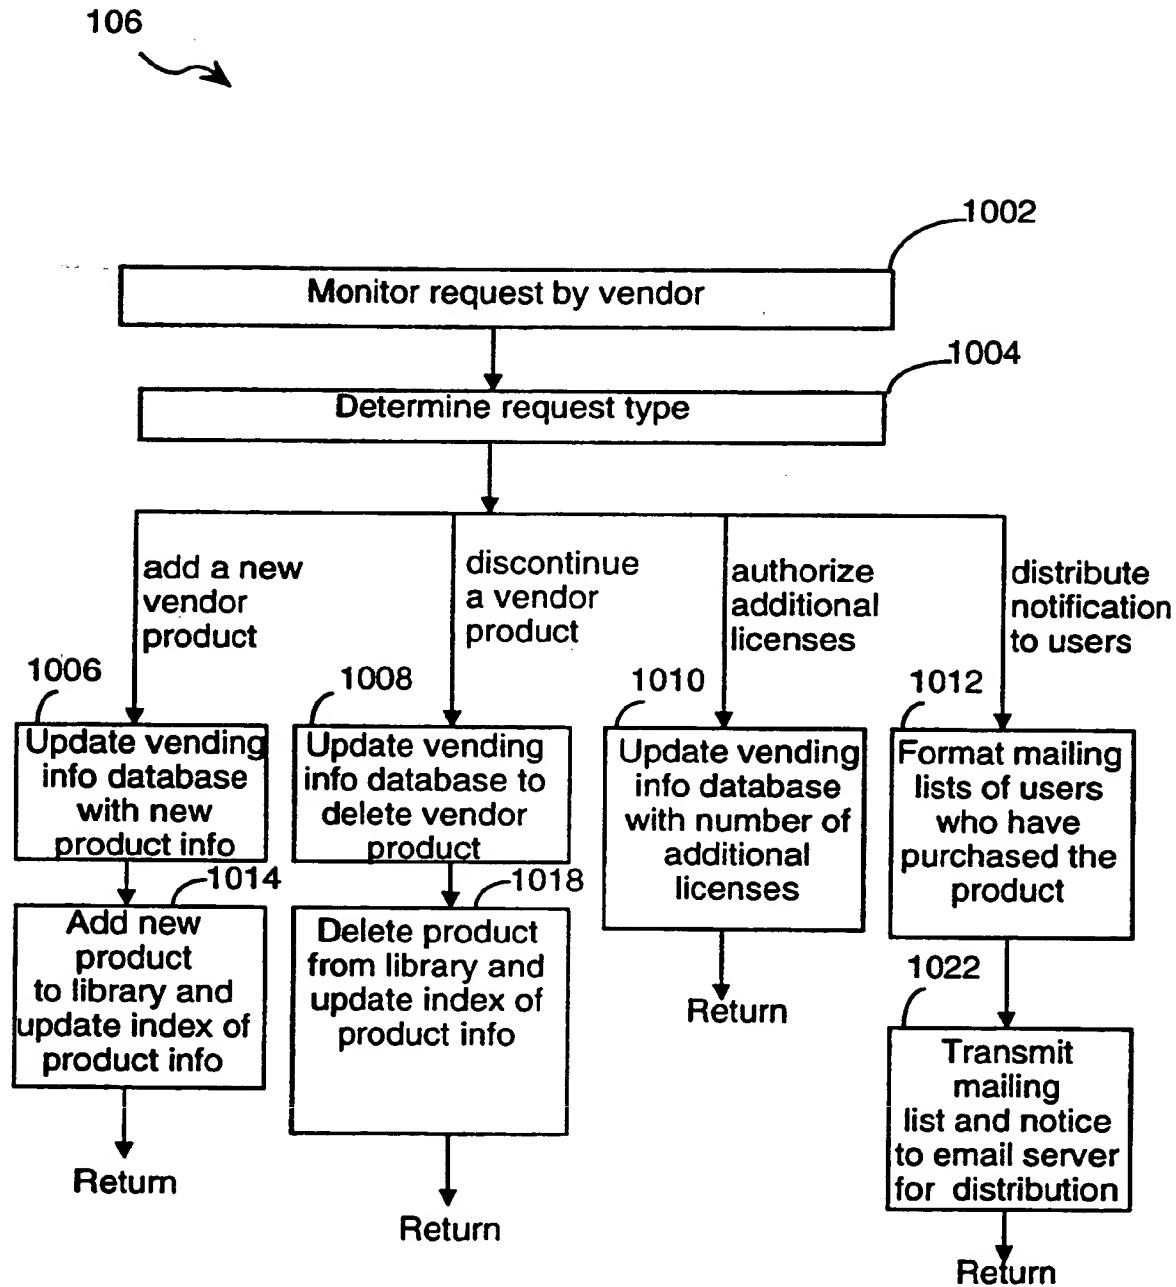 106
1002
Monitor request by vendor
1004
Determine request type
add a new
vendor
product
discontinue
a vendor
product
authorize
additional
licenses
distribute
notification
to users
1006
Update vending
info database
with new
product info
1008
Update vending
info database to
delete vendor
product
1010
Update vending
info database
with number of
additional
licenses
1012
Format mailing
lists of users
who have
purchased the
product
1014
Add new
product
to library and
update index of
product info
1018
Delete product
from library and
update index of
product info
1022
Transmit
mailing
list and notice
to email server
for distribution
Return
Return
Return
Return